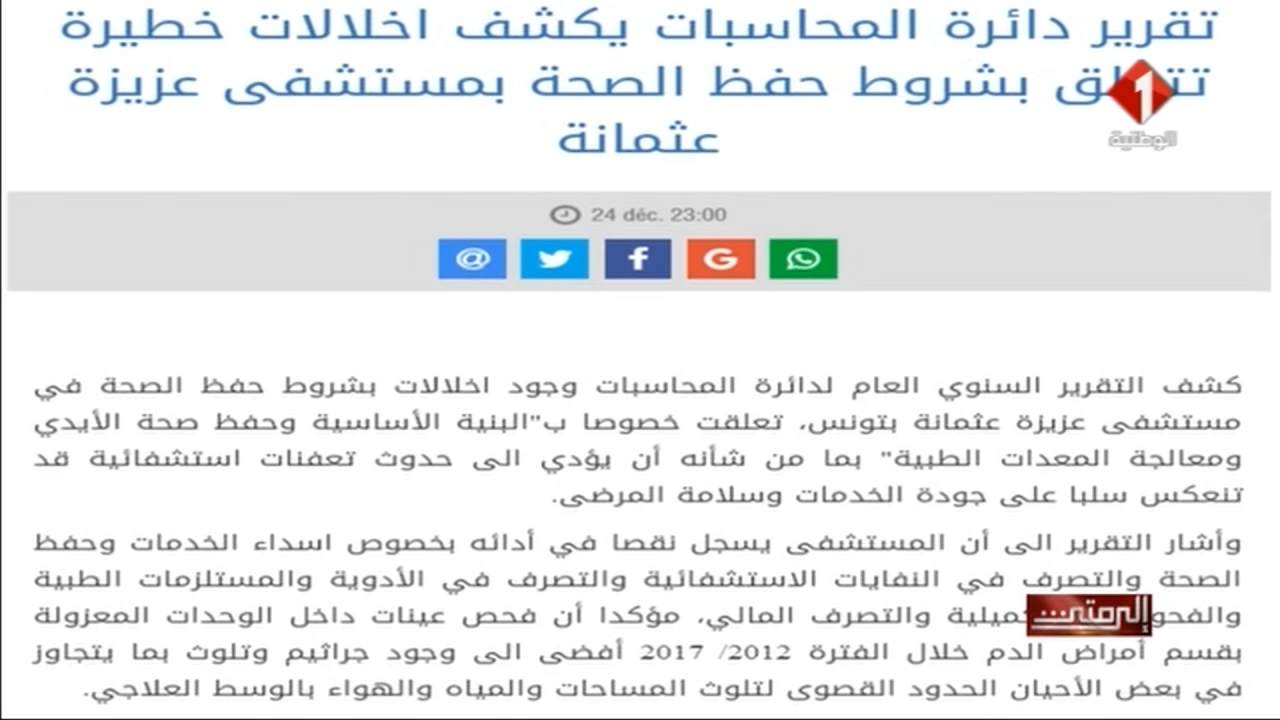 تقرير دائرة المحاسبات يكشف اخلالات خطيرة
بشروط حفظ الصحة بمستشفى عزيزة
عثمانة
1
الوطنية
24 déc. 23:00
كشف التقرير السنوي العام لدائرة المحاسبات وجود اخلالات بشروط حفظ الصحة في
مستشفى عزيزة عثمانة بتونس، تعلقت خصوصا ب"البنية الأساسية وحفظ صحة الأيدي
ومعالجة المعدات الطبية" بما من شأنه أن يؤدي الى حدوث تعفنات استشفائية قد
تنعكس سلبا على جودة الخدمات وسلامة المرضى.
وأشار التقرير الى أن المستشفى يسجل نقصا في أدائه بخصوص اسداء الخدمات وحفظ
الصحة والتصرف في النفايات الاستشفائية والتصرف في الأدوية والمستلزمات الطبية
والتصرف المالي، مؤكدا أن فحص عينات داخل الوحدات المعزولة
بقسم أمراض الدم خلال الفترة 2012/ 2017 أفضى الى وجود جراثيم وتلوث بما يتجاوز
في بعض الأحيان الحدود القصوى لتلوث المساحات والمياه والهواء بالوسط العلاجي.
إلى متى...